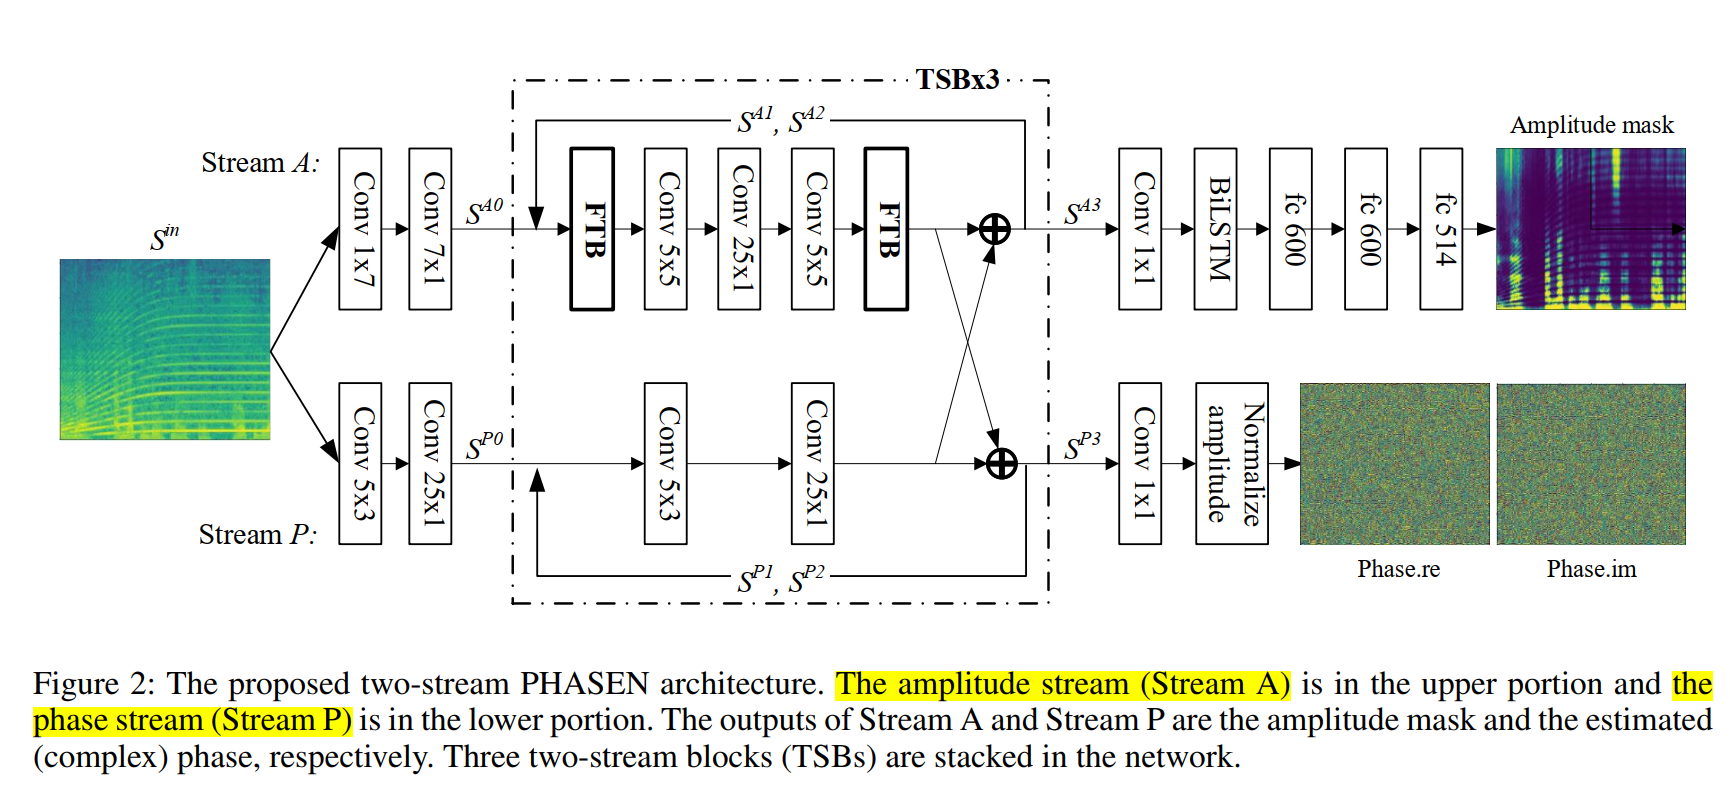 TSBx3
S^A1, S^A2
Amplitude mask
Stream A:
S^in
Conv 1x7
Conv 7x1
S^A0
FTB
Conv 5x5
Conv 25x1
Conv 5x5
FTB
S^A3
Conv 1x1
BiLSTM
fc 600
fc 600
fc 514
Stream P:
Conv 5x3
Conv 25x1
S^P0
Conv 5x3
Conv 25x1
S^P3
Conv 1x1
Normalize
amplitude
S^P1, S^P2
Phase.re
Phase.im
Figure 2: The proposed two-stream PHASEN architecture. The amplitude stream (Stream A) is in the upper portion and the
phase stream (Stream P) is in the lower portion. The outputs of Stream A and Stream P are the amplitude mask and the estimated
(complex) phase, respectively. Three two-stream blocks (TSBs) are stacked in the network.